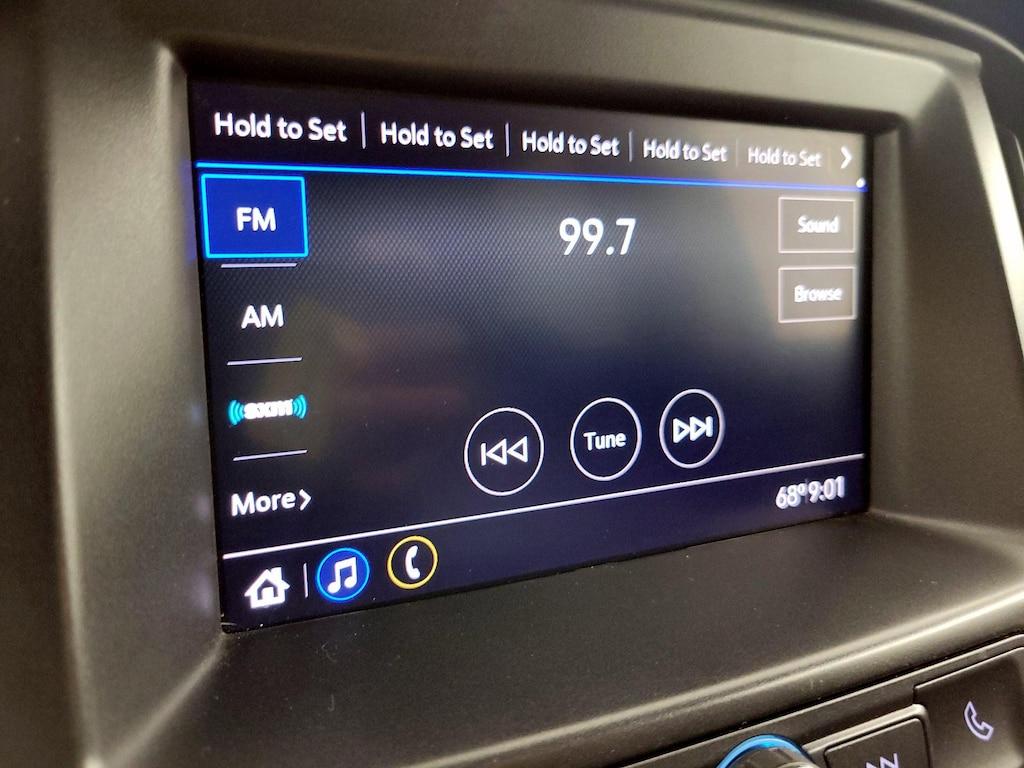 Hold to Set | Hold to Set | Hold to Set | Hold to Set | Hold to Set >
FM
99.7
Sound
Browse
AM
sxm
Tune
More >
68° 9:01